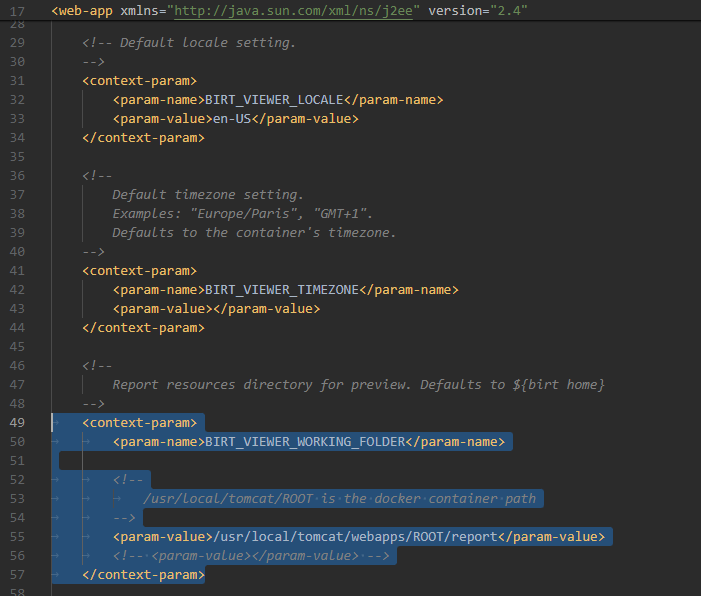 17 <web-app xmlns="http://java.sun.com/xml/ns/j2ee" version="2.4"
28
29 <!-- Default locale setting.
30 -->
31 <context-param>
32 <param-name>BIRT_VIEWER_LOCALE</param-name>
33 <param-value>en-US</param-value>
34 </context-param>
35
36 <!--
37 Default timezone setting.
38 Examples: "Europe/Paris", "GMT+1".
39 Defaults to the container's timezone.
40 -->
41 <context-param>
42 <param-name>BIRT_VIEWER_TIMEZONE</param-name>
43 <param-value></param-value>
44 </context-param>
45
46 <!--
47 Report resources directory for preview. Defaults to ${birt home}
48 -->
49 <context-param>
50 <param-name>BIRT_VIEWER_WORKING_FOLDER</param-name>
51
52 <!--
53 /usr/local/tomcat/ROOT is the docker container path
54 -->
55 <param-value>/usr/local/tomcat/webapps/ROOT/report</param-value>
56 <!-- <param-value></param-value> -->
57 </context-param>
58